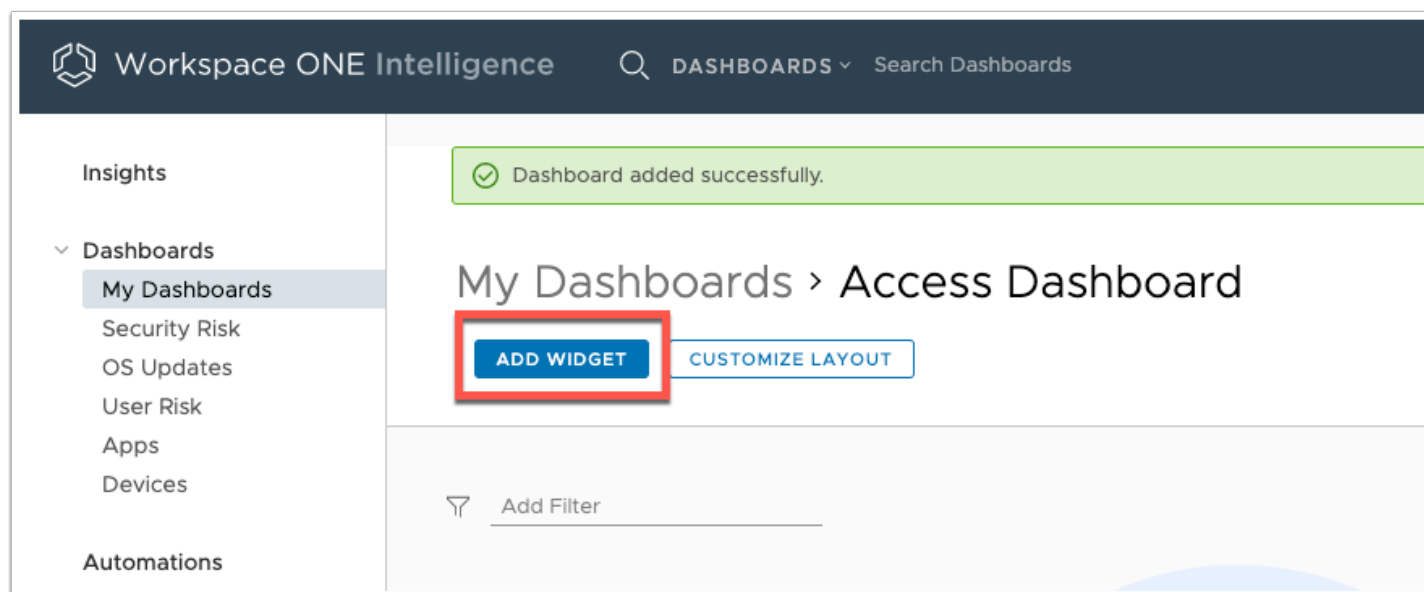 Workspace ONE Intelligence
DASHBOARDS
Search Dashboards
Insights
Dashboards
My Dashboards
Security Risk
OS Updates
User Risk
Apps
Devices
Automations
Dashboard added successfully.
My Dashboards > Access Dashboard
ADD WIDGET
CUSTOMIZE LAYOUT
Add Filter